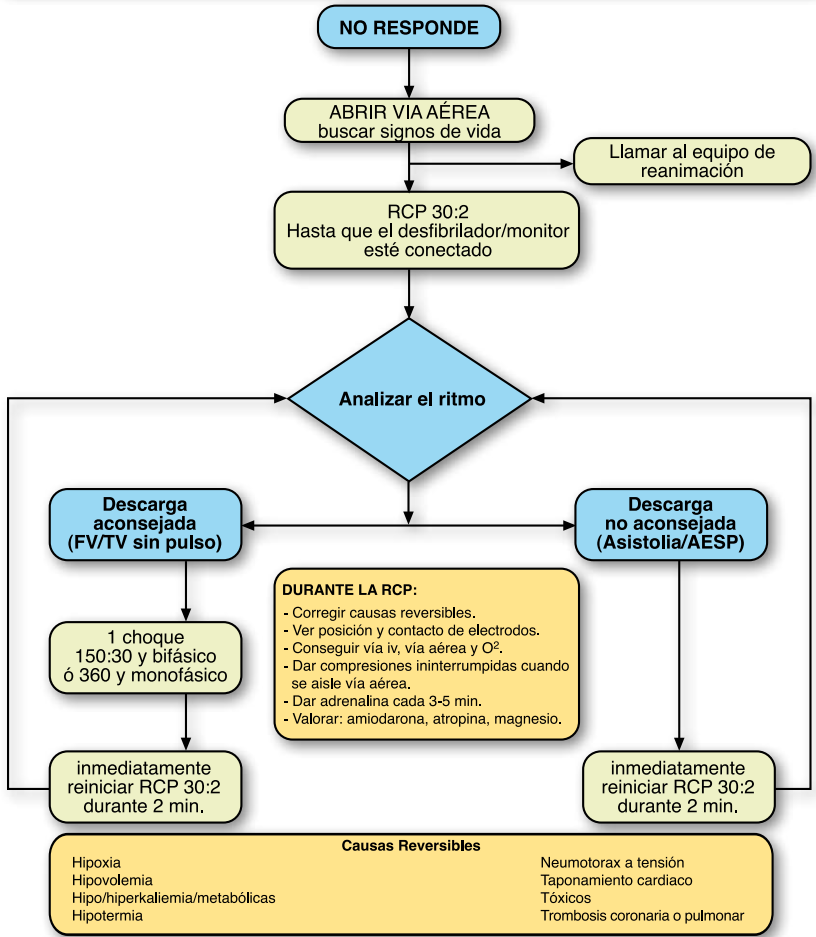 NO RESPONDE
ABRIR VIA AÉREA
buscar signos de vida
Llamar al equipo de
reanimación
RCP 30:2
Hasta que el desfibrilador/monitor
esté conectado
Analizar el ritmo
Descarga
aconsejada
(FV/TV sin pulso)
Descarga
no aconsejada
(Asistolia/AESP)
1 choque
150:30 y bifásico
ó 360 y monofásico
DURANTE LA RCP:
- Corregir causas reversibles.
- Ver posición y contacto de electrodos.
- Conseguir vía iv, vía aérea y O².
- Dar compresiones ininterrumpidas cuando
se aisle vía aérea.
- Dar adrenalina cada 3-5 min.
- Valorar: amiodarona, atropina, magnesio.
inmediatamente
reiniciar RCP 30:2
durante 2 min.
inmediatamente
reiniciar RCP 30:2
durante 2 min.
Causas Reversibles
Hipoxia
Hipovolemia
Hipo/hiperkaliemia/metabólicas
Hipotermia
Neumotorax a tensión
Taponamiento cardiaco
Tóxicos
Trombosis coronaria o pulmonar